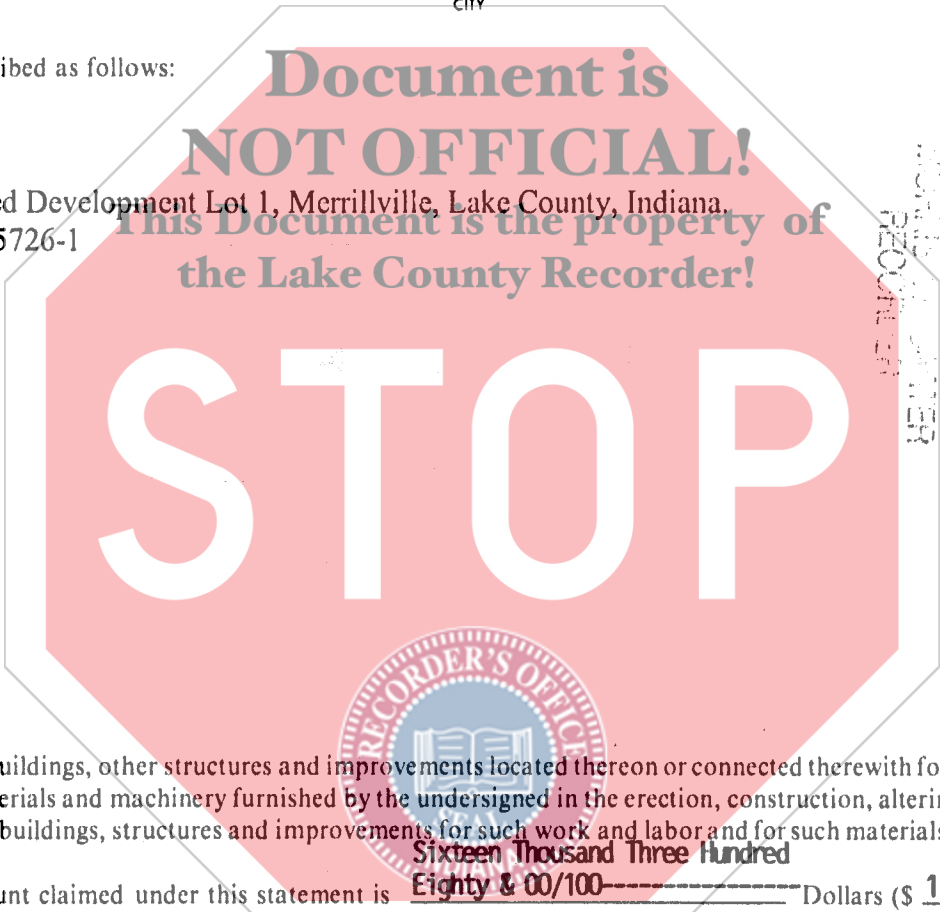 CITY
ibed as follows:
Document is
NOT OFFICIAL!
ed Development Lot 1, Merrillville, Lake County, Indiana.
This Document is the property of
5726-1
the Lake County Recorder!
STOP
RECORDER'S OFFICE
SEAL
INDIANA
uildings, other structures and improvements located thereon or connected therewith fo
erials and machinery furnished by the undersigned in the erection, construction, alterin
buildings, structures and improvements for such work and labor and for such materials
Sixteen Thousand Three Hundred
unt claimed under this statement is Eighty & 00/100-------------------- Dollars ($ 1
RECORDER